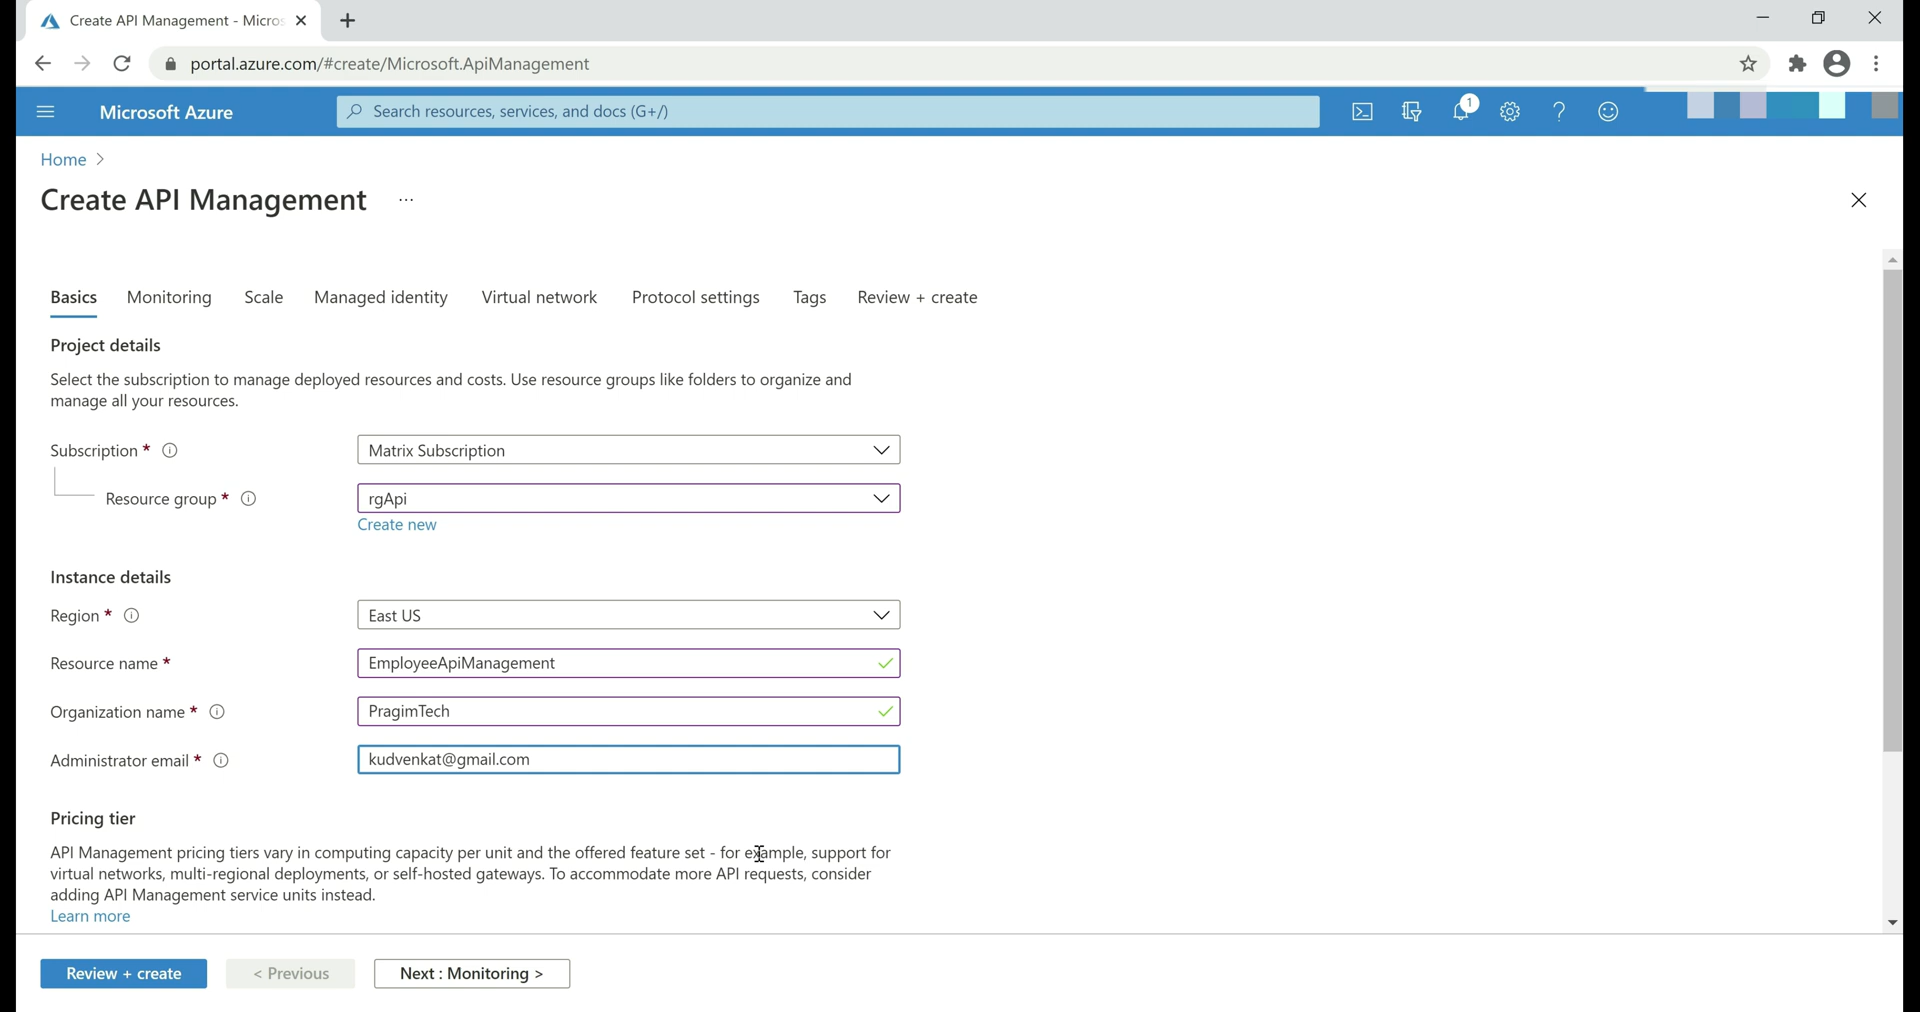 Create API Management - Micros
portal.azure.com/#create/Microsoft.ApiManagement
Microsoft Azure
Search resources, services, and docs (G+/)
1
Home >
Create API Management ...
Basics Monitoring Scale Managed identity Virtual network Protocol settings Tags Review + create
Project details
Select the subscription to manage deployed resources and costs. Use resource groups like folders to organize and
manage all your resources.
Subscription * Matrix Subscription
Resource group * rgApi
Create new
Instance details
Region * East US
Resource name * EmployeeApiManagement
Organization name * PragimTech
Administrator email * kudvenkat@gmail.com
Pricing tier
API Management pricing tiers vary in computing capacity per unit and the offered feature set - for example, support for
virtual networks, multi-regional deployments, or self-hosted gateways. To accommodate more API requests, consider
adding API Management service units instead.
Learn more
Review + create < Previous Next : Monitoring >